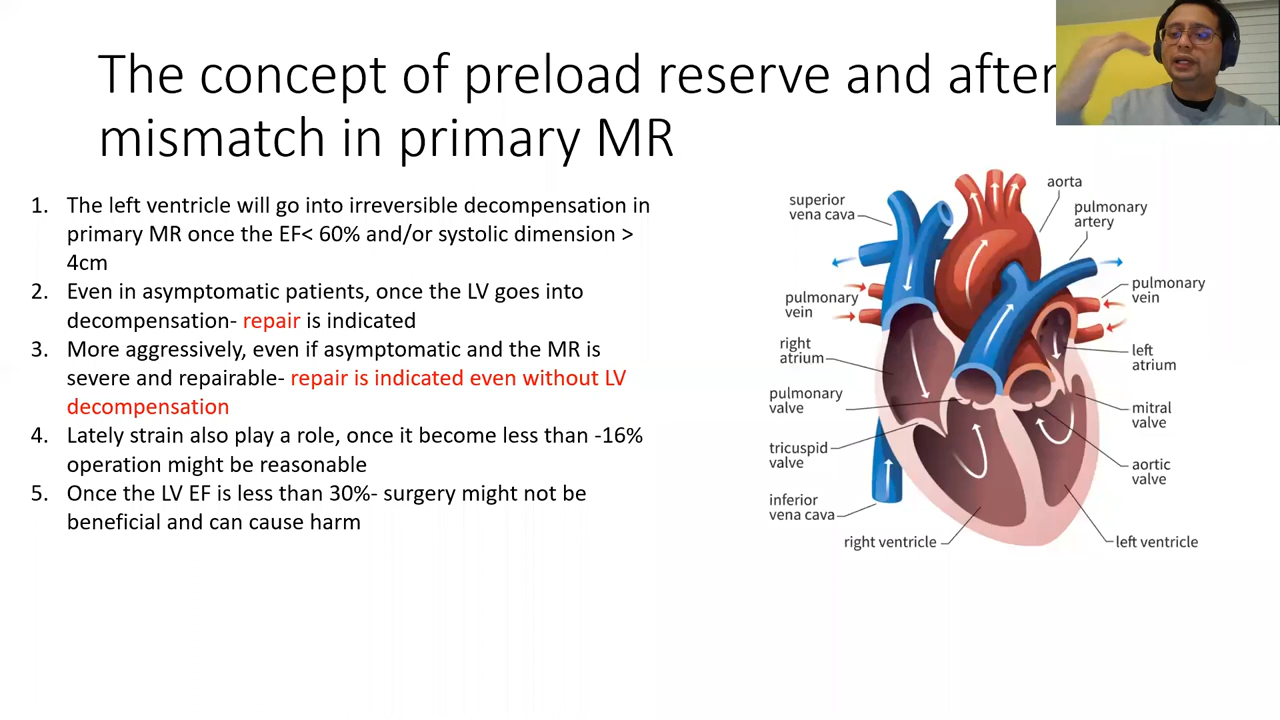 The concept of preload reserve and after
mismatch in primary MR
1. The left ventricle will go into irreversible decompensation in
primary MR once the EF< 60% and/or systolic dimension >
4cm
2. Even in asymptomatic patients, once the LV goes into
decompensation- repair is indicated
3. More aggressively, even if asymptomatic and the MR is
severe and repairable- repair is indicated even without LV
decompensation
4. Lately strain also play a role, once it become less than -16%
operation might be reasonable
5. Once the LV EF is less than 30%- surgery might not be
beneficial and can cause harm
aorta
superior
vena cava
pulmonary
artery
pulmonary
vein
pulmonary
vein
right
atrium
left
atrium
pulmonary
valve
mitral
valve
tricuspid
valve
aortic
valve
inferior
vena cava
right ventricle
left ventricle